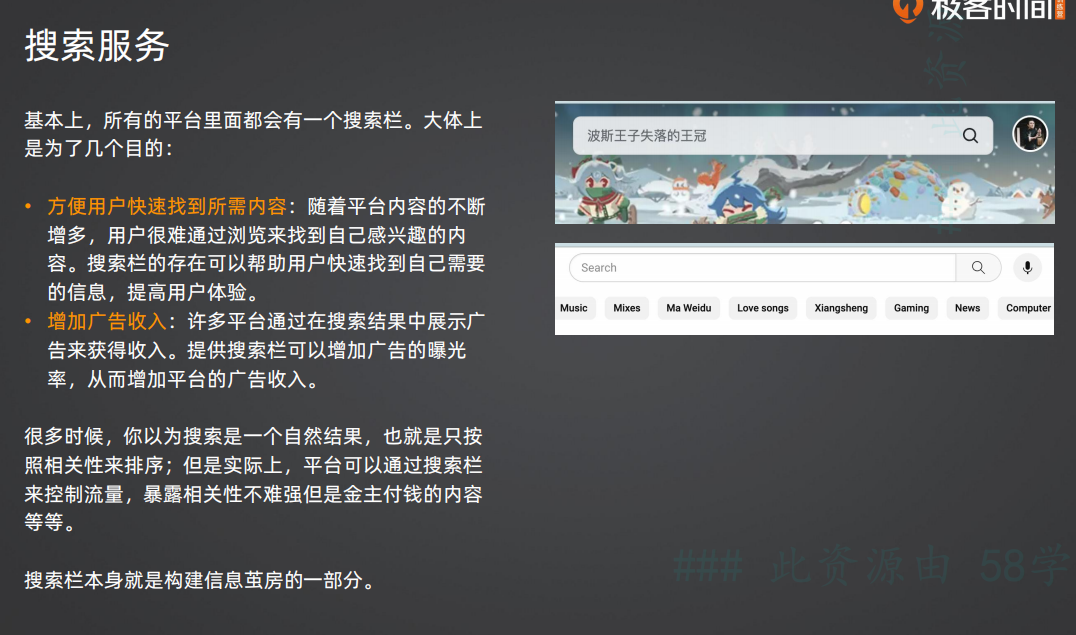 极客时间
搜索服务
基本上，所有的平台里面都会有一个搜索栏。大体上
是为了几个目的：
• 方便用户快速找到所需内容：随着平台内容的不断
增多，用户很难通过浏览来找到自己感兴趣的内
容。搜索栏的存在可以帮助用户快速找到自己需要
的信息，提高用户体验。
• 增加广告收入：许多平台通过在搜索结果中展示广
告来获得收入。提供搜索栏可以增加广告的曝光
率，从而增加平台的广告收入。
很多时候，你以为搜索是一个自然结果，也就是只按
照相关性来排序；但是实际上，平台可以通过搜索栏
来控制流量，暴露相关性不难强但是金主付钱的内容
等等。
搜索栏本身就是构建信息茧房的一部分。
波斯王子失落的王冠
Search
Music Mixes Ma Weidu Love songs Xiangsheng Gaming News Computer
### 此资源由 58学